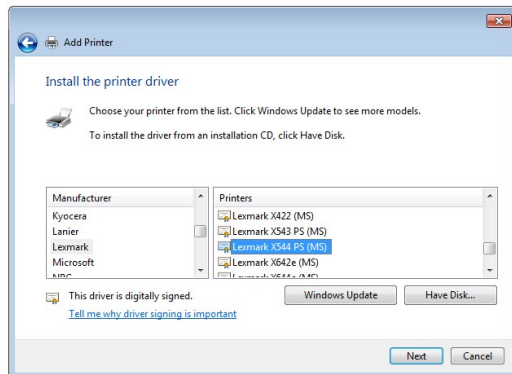 Add Printer
Install the printer driver
Choose your printer from the list. Click Windows Update to see more models.
To install the driver from an installation CD, click Have Disk.
Manufacturer
Kyocera
Lanier
Lexmark
Microsoft
Printers
Lexmark X422 (MS)
Lexmark X543 PS (MS)
Lexmark X544 PS (MS)
Lexmark X642e (MS)
This driver is digitally signed.
Tell me why driver signing is important
Windows Update
Have Disk...
Next
Cancel